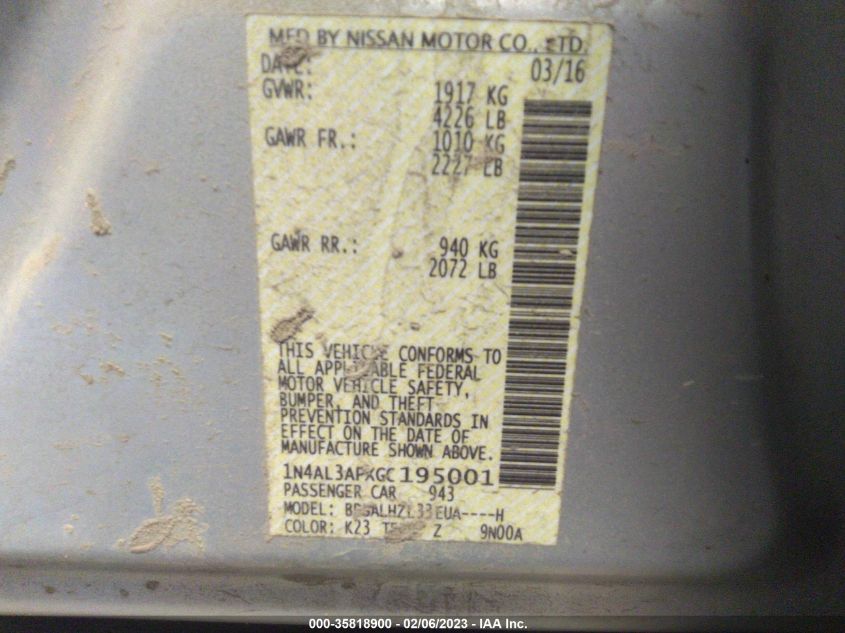 MFD BY NISSAN MOTOR CO., LTD.
DATE: 03/16
GVWR: 1917 KG
4226 LB
GAWR FR.: 1010 KG
2227 LB
GAWR RR.: 940 KG
2072 LB
THIS VEHICLE CONFORMS TO
ALL APPLICABLE FEDERAL
MOTOR VEHICLE SAFETY,
BUMPER, AND THEFT
PREVENTION STANDARDS IN
EFFECT ON THE DATE OF
MANUFACTURE SHOWN ABOVE.
1N4AL3APXGC195001
PASSENGER CAR 943
MODEL:
COLOR: K23 Z 9N00A
000-35818900 - 02/06/2023 - IAA Inc.